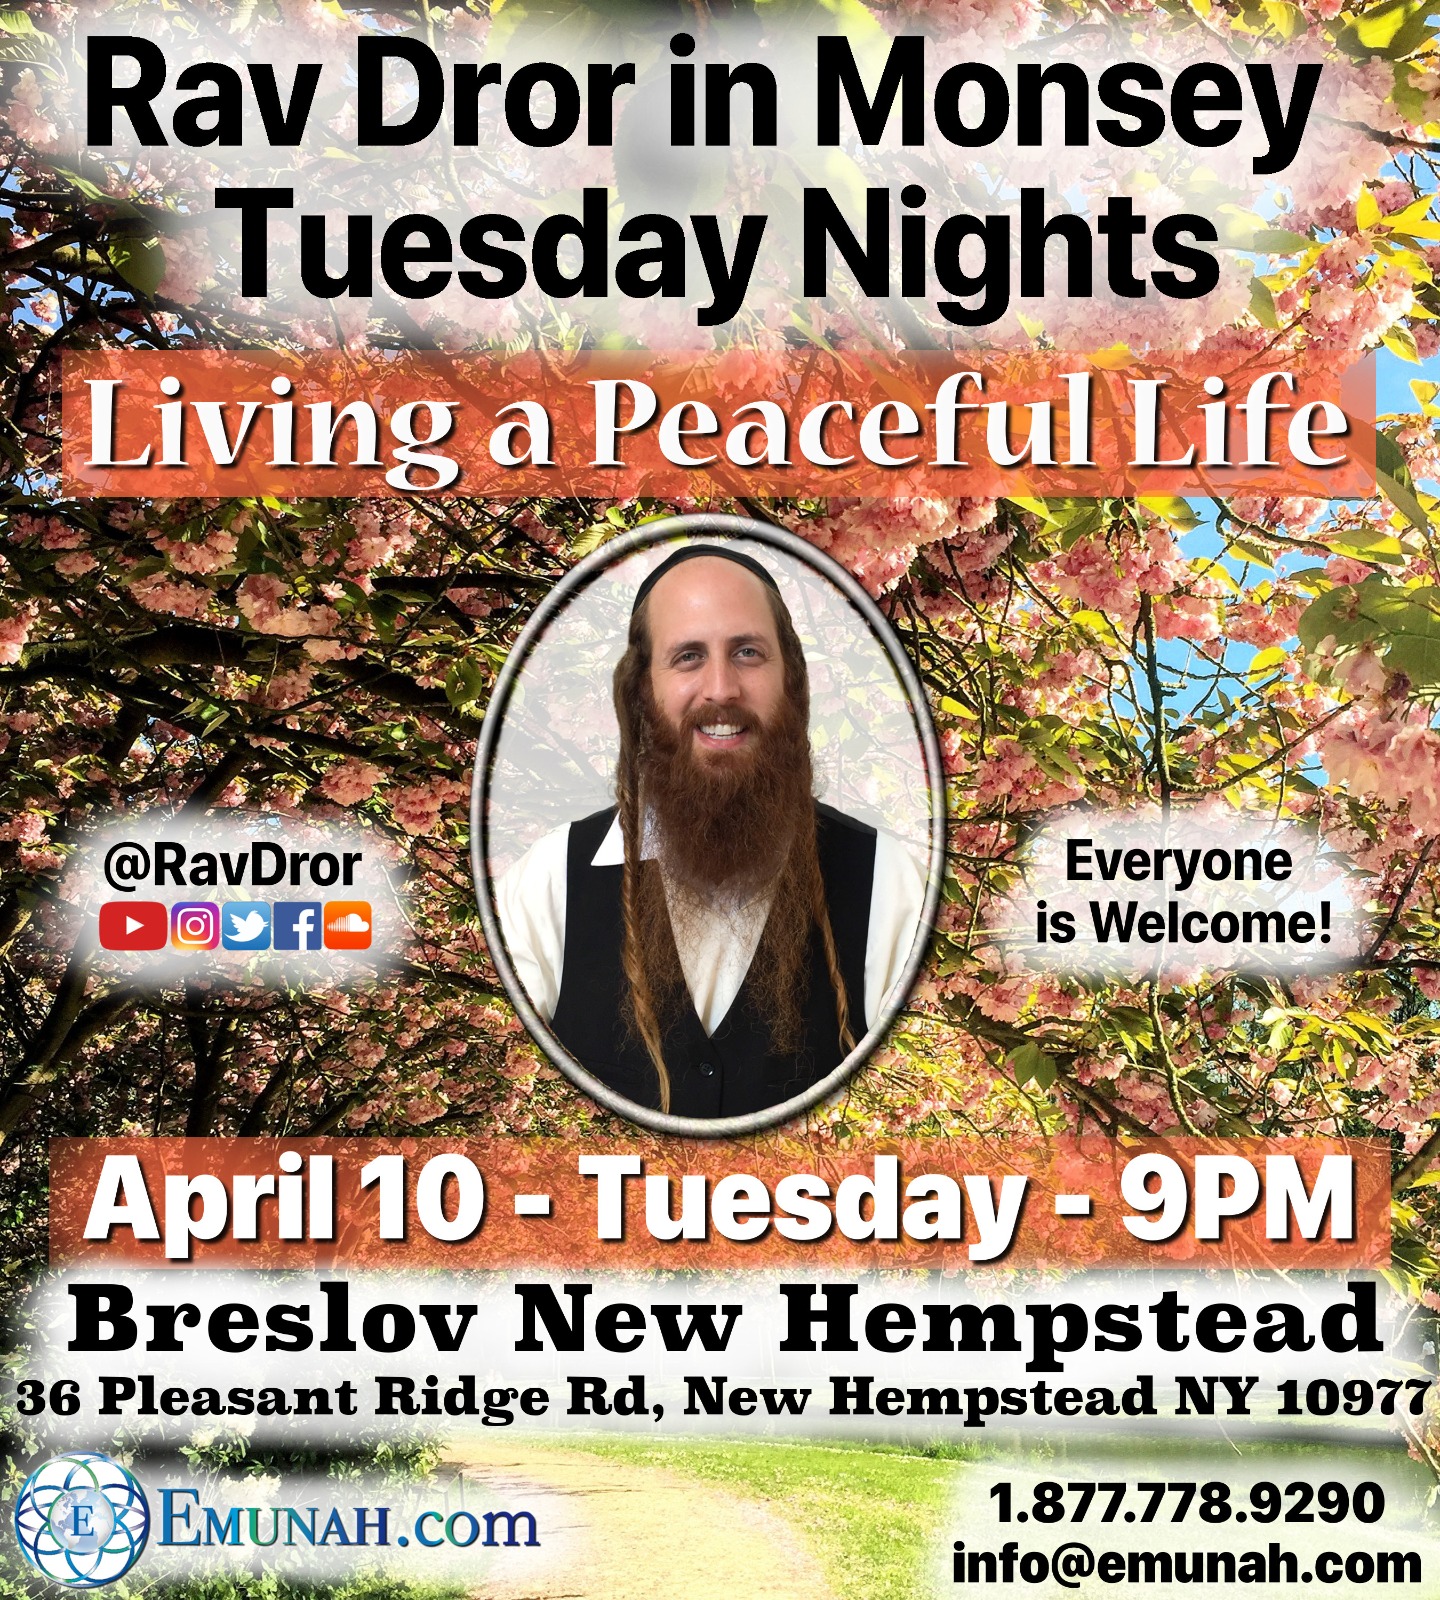 Rav Dror in Monsey
Tuesday Nights
Living a Peaceful Life
@RavDror
Everyone
is Welcome!
April 10 - Tuesday - 9PM
Breslov New Hempstead
36 Pleasant Ridge Rd, New Hempstead NY 10977
E EMUNAH.com
1.877.778.9290
info@emunah.com